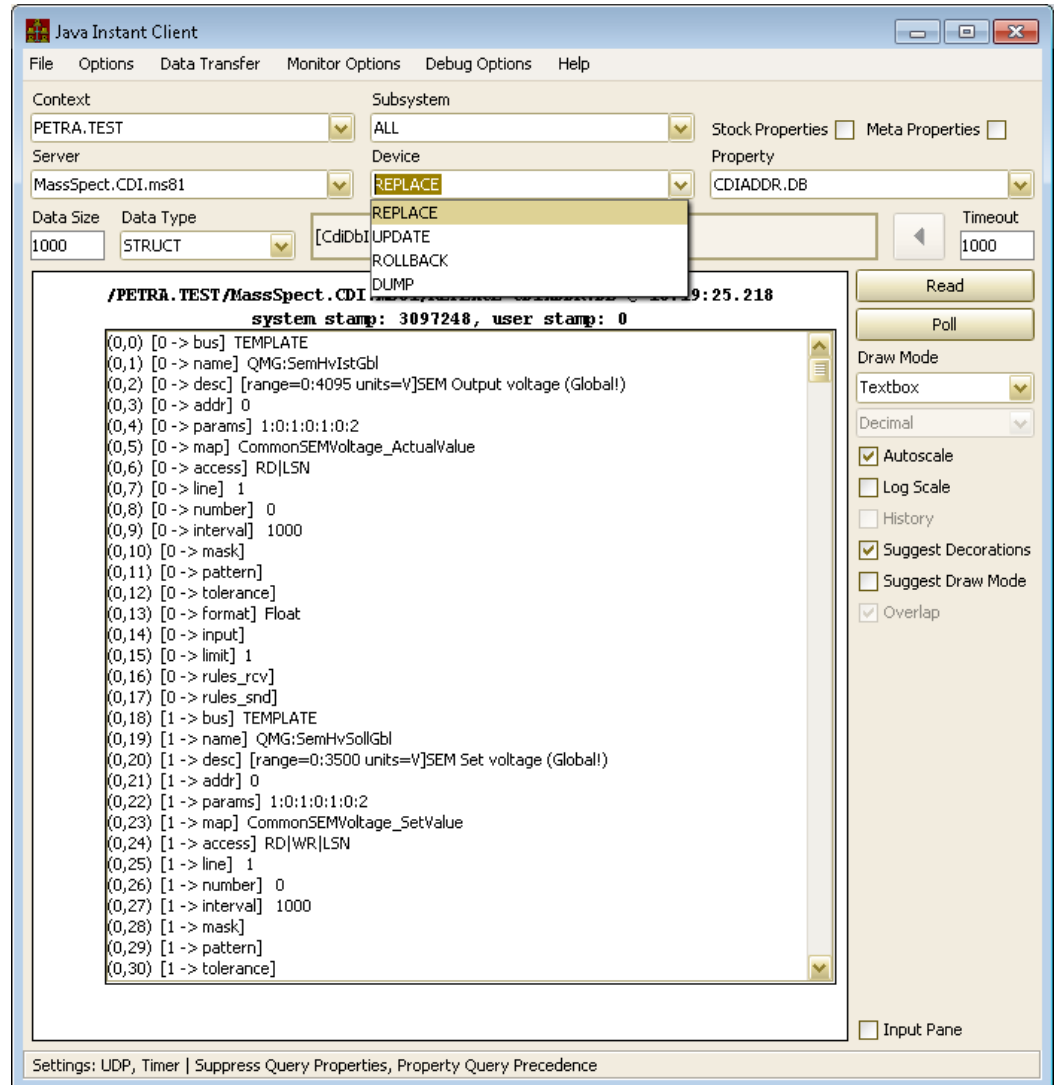 Java Instant Client
File Options Data Transfer Monitor Options Debug Options Help
Context Subsystem
PETRA.TEST ALL Stock Properties Meta Properties
Server Device Property
MassSpect.CDI.ms81 REPLACE CDIADDR.DB
Data Size Data Type REPLACE Timeout
1000 STRUCT [CdiDbI UPDATE 1000
ROLLBACK
DUMP
/PETRA.TEST/MassSpect.CDI :25.218
system stamp: 3097248, user stamp: 0
(0,0) [0 -> bus] TEMPLATE
(0,1) [0 -> name] QMG:SemHvIstGbl
(0,2) [0 -> desc] [range=0:4095 units=V]SEM Output voltage (Global!)
(0,3) [0 -> addr] 0
(0,4) [0 -> params] 1:0:1:0:1:0:2
(0,5) [0 -> map] CommonSEMVoltage_ActualValue
(0,6) [0 -> access] RD|LSN
(0,7) [0 -> line] 1
(0,8) [0 -> number] 0
(0,9) [0 -> interval] 1000
(0,10) [0 -> mask]
(0,11) [0 -> pattern]
(0,12) [0 -> tolerance]
(0,13) [0 -> format] Float
(0,14) [0 -> input]
(0,15) [0 -> limit] 1
(0,16) [0 -> rules_rcv]
(0,17) [0 -> rules_snd]
(0,18) [1 -> bus] TEMPLATE
(0,19) [1 -> name] QMG:SemHvSollGbl
(0,20) [1 -> desc] [range=0:3500 units=V]SEM Set voltage (Global!)
(0,21) [1 -> addr] 0
(0,22) [1 -> params] 1:0:1:0:1:0:2
(0,23) [1 -> map] CommonSEMVoltage_SetValue
(0,24) [1 -> access] RD|WR|LSN
(0,25) [1 -> line] 1
(0,26) [1 -> number] 0
(0,27) [1 -> interval] 1000
(0,28) [1 -> mask]
(0,29) [1 -> pattern]
(0,30) [1 -> tolerance]
Read
Poll
Draw Mode
Textbox
Decimal
Autoscale
Log Scale
History
Suggest Decorations
Suggest Draw Mode
Overlap
Input Pane
Settings: UDP, Timer | Suppress Query Properties, Property Query Precedence